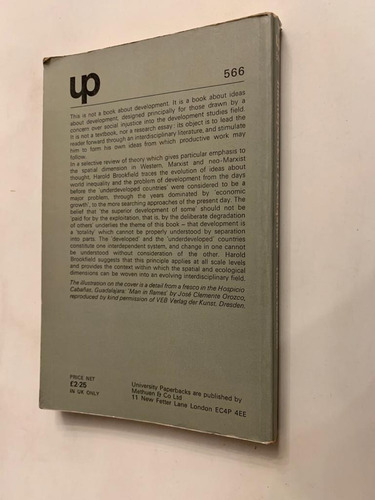 up
566
This is not a book about development. It is a book about ideas
about development, designed principally for those drawn by a
concern over social injustice into the development studies field.
It is not a textbook, nor a research essay: its object is to lead the
reader forward through an interdisciplinary literature, and stimulate
him to form his own ideas from which productive work may
follow.
In a selective review of theory which gives particular emphasis to
the spatial dimension in Western, Marxist and neo-Marxist
thought, Harold Brookfield traces the evolution of ideas about
world inequality and the problem of development from the days
before the 'underdeveloped countries' were considered to be a
major problem, through the years dominated by 'economic
growth', to the more searching approaches of the present day. The
belief that 'the superior development of some' should not be
'paid for by the exploitation, that is, by the deliberate degradation
of others' underlies the theme of this book – that development is
a 'totality' which cannot be properly understood by separation
into parts. The 'developed' and the 'underdeveloped' countries
constitute one interdependent system, and change in one cannot
be understood without consideration of the other. Harold
Brookfield suggests that this principle applies at all scale levels
and provides the context within which the spatial and ecological
dimensions can be woven into an evolving interdisciplinary field.
The illustration on the cover is a detail from a fresco in the Hospicio
Cabañas, Guadalajara: 'Man in flames' by José Clemente Orozco,
reproduced by kind permission of VEB Verlag der Kunst, Dresden.
PRICE NET
£2·25
IN UK ONLY
University Paperbacks are published by
Methuen & Co Ltd
11 New Fetter Lane London EC4P 4EE